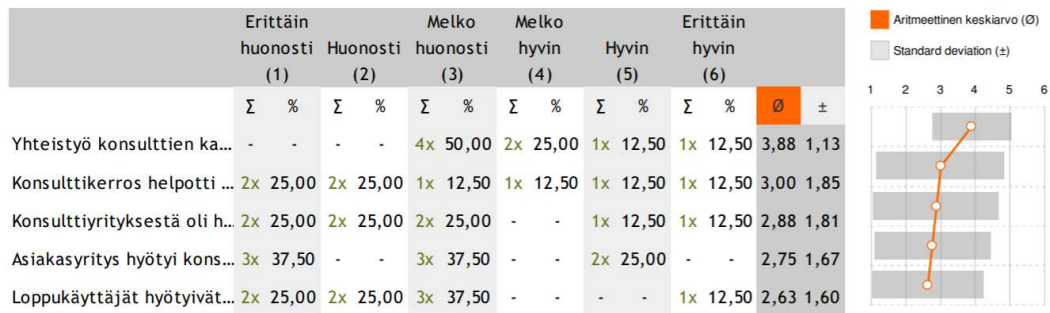 Erittäin huonosti (1) Huonosti (2) Melko huonosti (3) Melko hyvin (4) Hyvin (5) Erittäin hyvin (6)
Σ % Σ % Σ % Σ % Σ % Σ % Ø ±
Yhteistyö konsulttien ka... - - - - 4x 50,00 2x 25,00 1x 12,50 1x 12,50 3,88 1,13
Konsulttikerros helpotti ... 2x 25,00 2x 25,00 1x 12,50 1x 12,50 1x 12,50 1x 12,50 3,00 1,85
Konsulttiyrityksestä oli h... 2x 25,00 2x 25,00 2x 25,00 - - 1x 12,50 1x 12,50 2,88 1,81
Asiakasyritys hyötyi kons... 3x 37,50 - - 3x 37,50 - - 2x 25,00 - - 2,75 1,67
Loppukäyttäjät hyötyivät... 2x 25,00 2x 25,00 3x 37,50 - - - - 1x 12,50 2,63 1,60
Aritmeettinen keskiarvo (Ø)
Standard deviation (±)
1 2 3 4 5 6